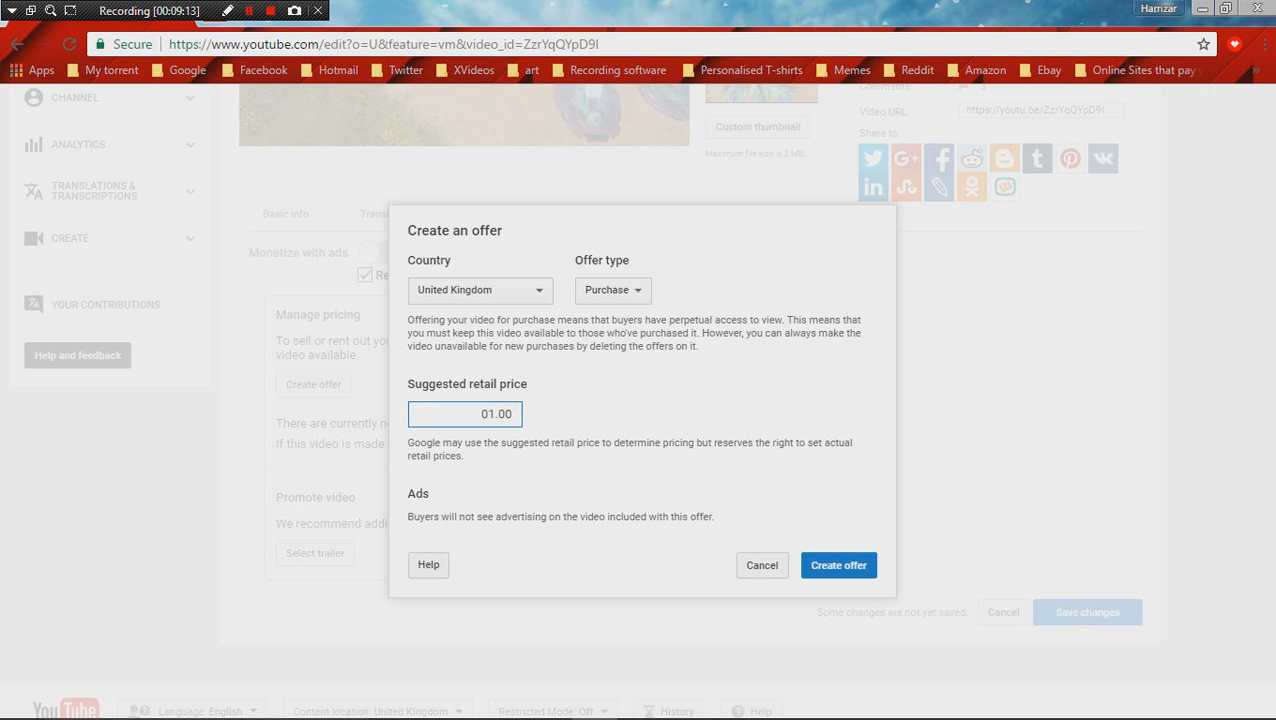 Recording [00:09:13]
Harrizar
Secure https://www.youtube.com/edit?o=U&feature=vm&video_id=ZzrYqQYpD9I
Apps My torrent Google Facebook Hotmail Twitter XVideos art Recording software Personalised T-shirts Memes Reddit Amazon Ebay Online Sites that pay
CHANNEL
ANALYTICS
TRANSLATIONS &
TRANSCRIPTIONS
CREATE
YOUR CONTRIBUTIONS
Help and feedback
Custom thumbnail
Maximum file size is 2 MB.
Comments: 3
Video URL: https://youtu.be/ZzrYqQYpD9I
Share to:
Basic info
Monetize with ads
Manage pricing
To sell or rent out you
video available.
Create offer
There are currently n
If this video is made
Promote video
We recommend addi
Select trailer
Create an offer
Country Offer type
United Kingdom Purchase
Offering your video for purchase means that buyers have perpetual access to view. This means that
you must keep this video available to those who've purchased it. However, you can always make the
video unavailable for new purchases by deleting the offers on it.
Suggested retail price
01.00
Google may use the suggested retail price to determine pricing but reserves the right to set actual
retail prices.
Ads
Buyers will not see advertising on the video included with this offer.
Help Cancel Create offer
Some changes are not yet saved. Cancel Save changes
YouTube Language: English Content location: United Kingdom Restricted Mode: Off History Help